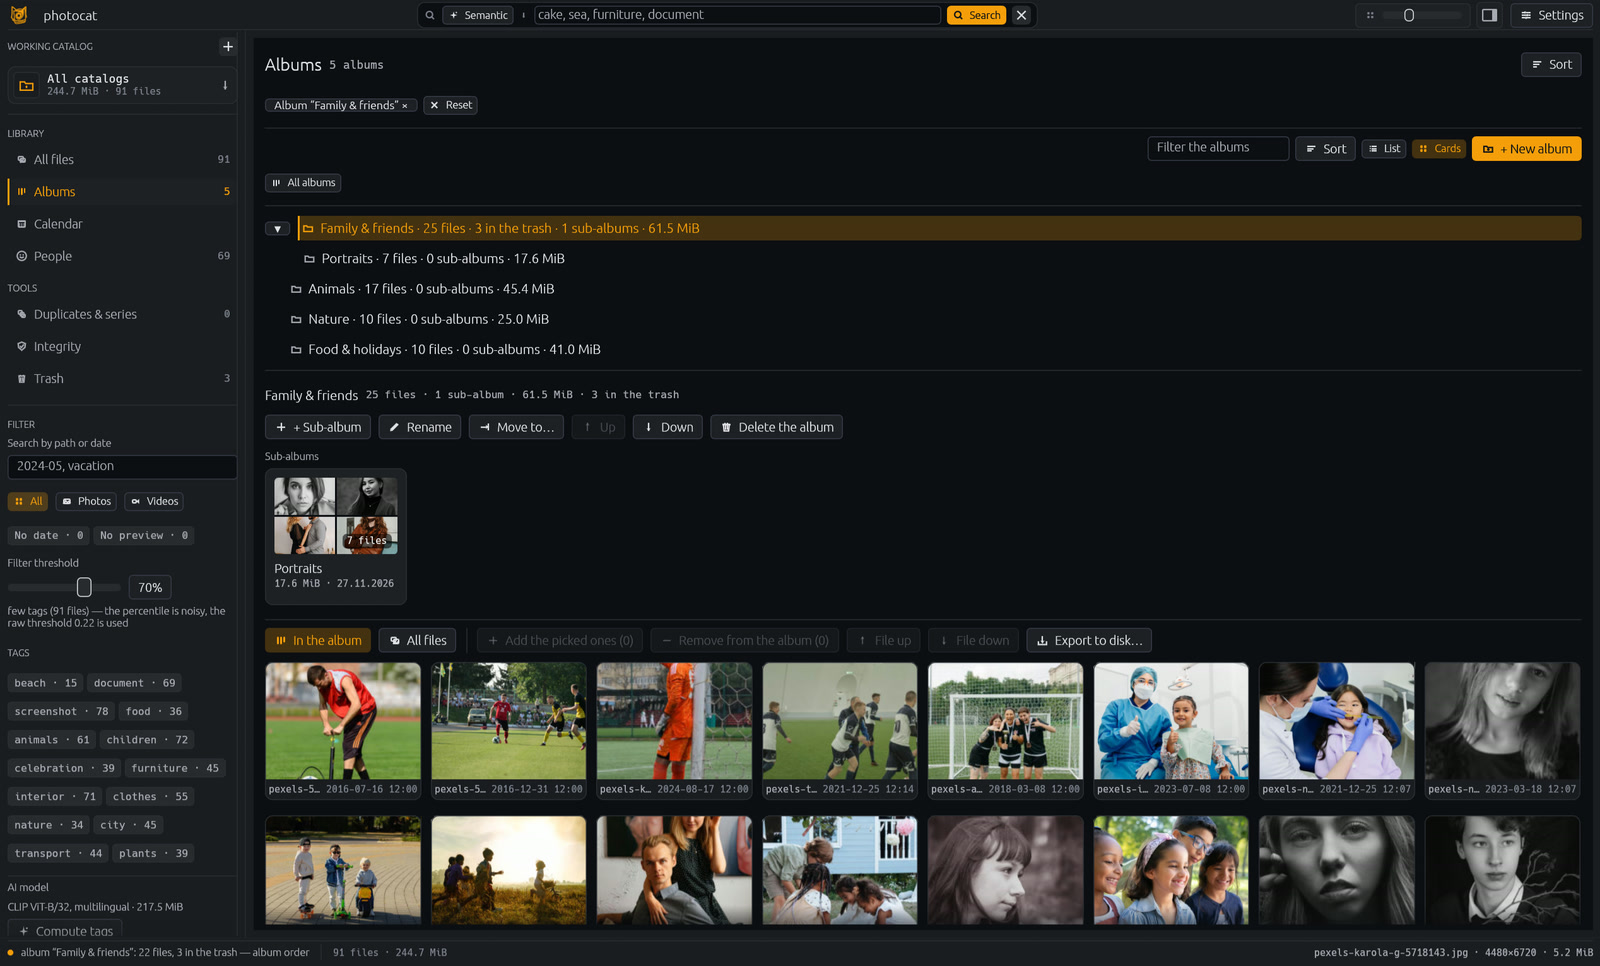 photocat
Semantic
cake, sea, furniture, document
Search
Settings
WORKING CATALOG
All catalogs
244.7 MiB · 91 files
LIBRARY
All files 91
Albums 5
Calendar
People 69
TOOLS
Duplicates & series 0
Integrity
Trash 3
FILTER
Search by path or date
2024-05, vacation
All Photos Videos
No date · 0 No preview · 0
Filter threshold
70%
few tags (91 files) — the percentile is noisy, the
raw threshold 0.22 is used
TAGS
beach · 15 document · 69
screenshot · 78 food · 36
animals · 61 children · 72
celebration · 39 furniture · 45
interior · 71 clothes · 55
nature · 34 city · 45
transport · 44 plants · 39
AI model
CLIP ViT-B/32, multilingual · 217.5 MiB
Compute tags
Albums 5 albums
Sort
Album “Family & friends” × Reset
Filter the albums Sort List Cards + New album
All albums
Family & friends · 25 files · 3 in the trash · 1 sub-albums · 61.5 MiB
Portraits · 7 files · 0 sub-albums · 17.6 MiB
Animals · 17 files · 0 sub-albums · 45.4 MiB
Nature · 10 files · 0 sub-albums · 25.0 MiB
Food & holidays · 10 files · 0 sub-albums · 41.0 MiB
Family & friends 25 files · 1 sub-album · 61.5 MiB · 3 in the trash
+ Sub-album Rename Move to… Up Down Delete the album
Sub-albums
7 files
Portraits
17.6 MiB · 27.11.2026
In the album All files Add the picked ones (0) Remove from the album (0) File up File down Export to disk…
pexels-5… 2016-07-16 12:00
pexels-5… 2016-12-31 12:00
pexels-k… 2024-08-17 12:00
pexels-t… 2021-12-25 12:14
pexels-a… 2018-03-08 12:00
pexels-i… 2023-07-08 12:00
pexels-n… 2021-12-25 12:07
pexels-n… 2023-03-18 12:07
album “Family & friends”: 22 files, 3 in the trash — album order 91 files · 244.7 MiB
pexels-karola-g-5718143.jpg · 4480×6720 · 5.2 MiB